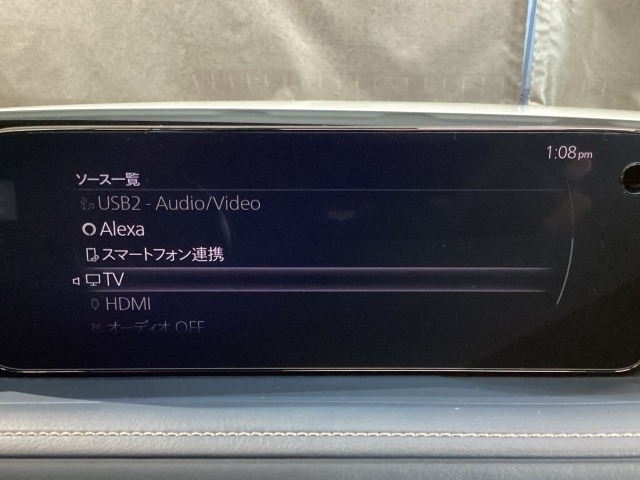 1:08pm
ソース一覧
USB2 - Audio/Video
Alexa
スマートフォン連携
TV
HDMI
オーディオ OFF